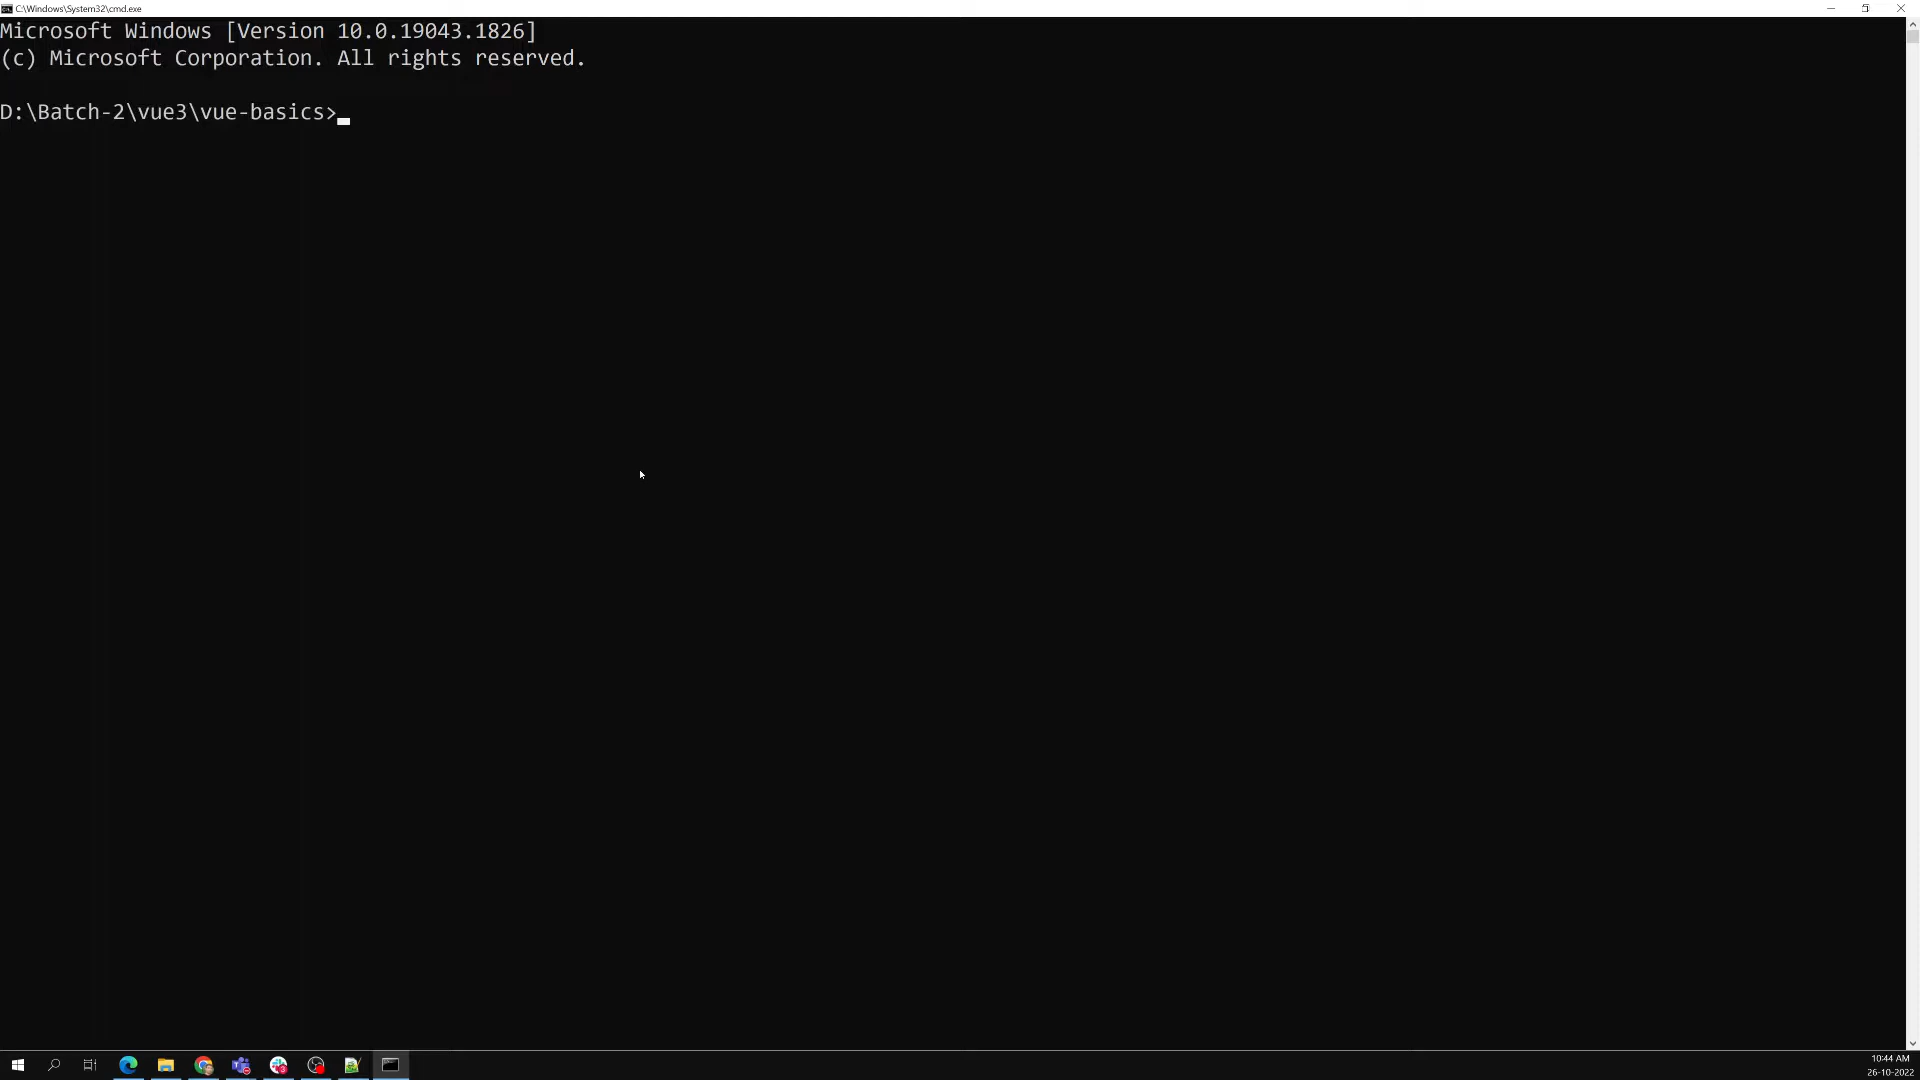 C:\Windows\System32\cmd.exe
Microsoft Windows [Version 10.0.19043.1826]
(c) Microsoft Corporation. All rights reserved.
D:\Batch-2\vue3\vue-basics>
10:44 AM
26-10-2022